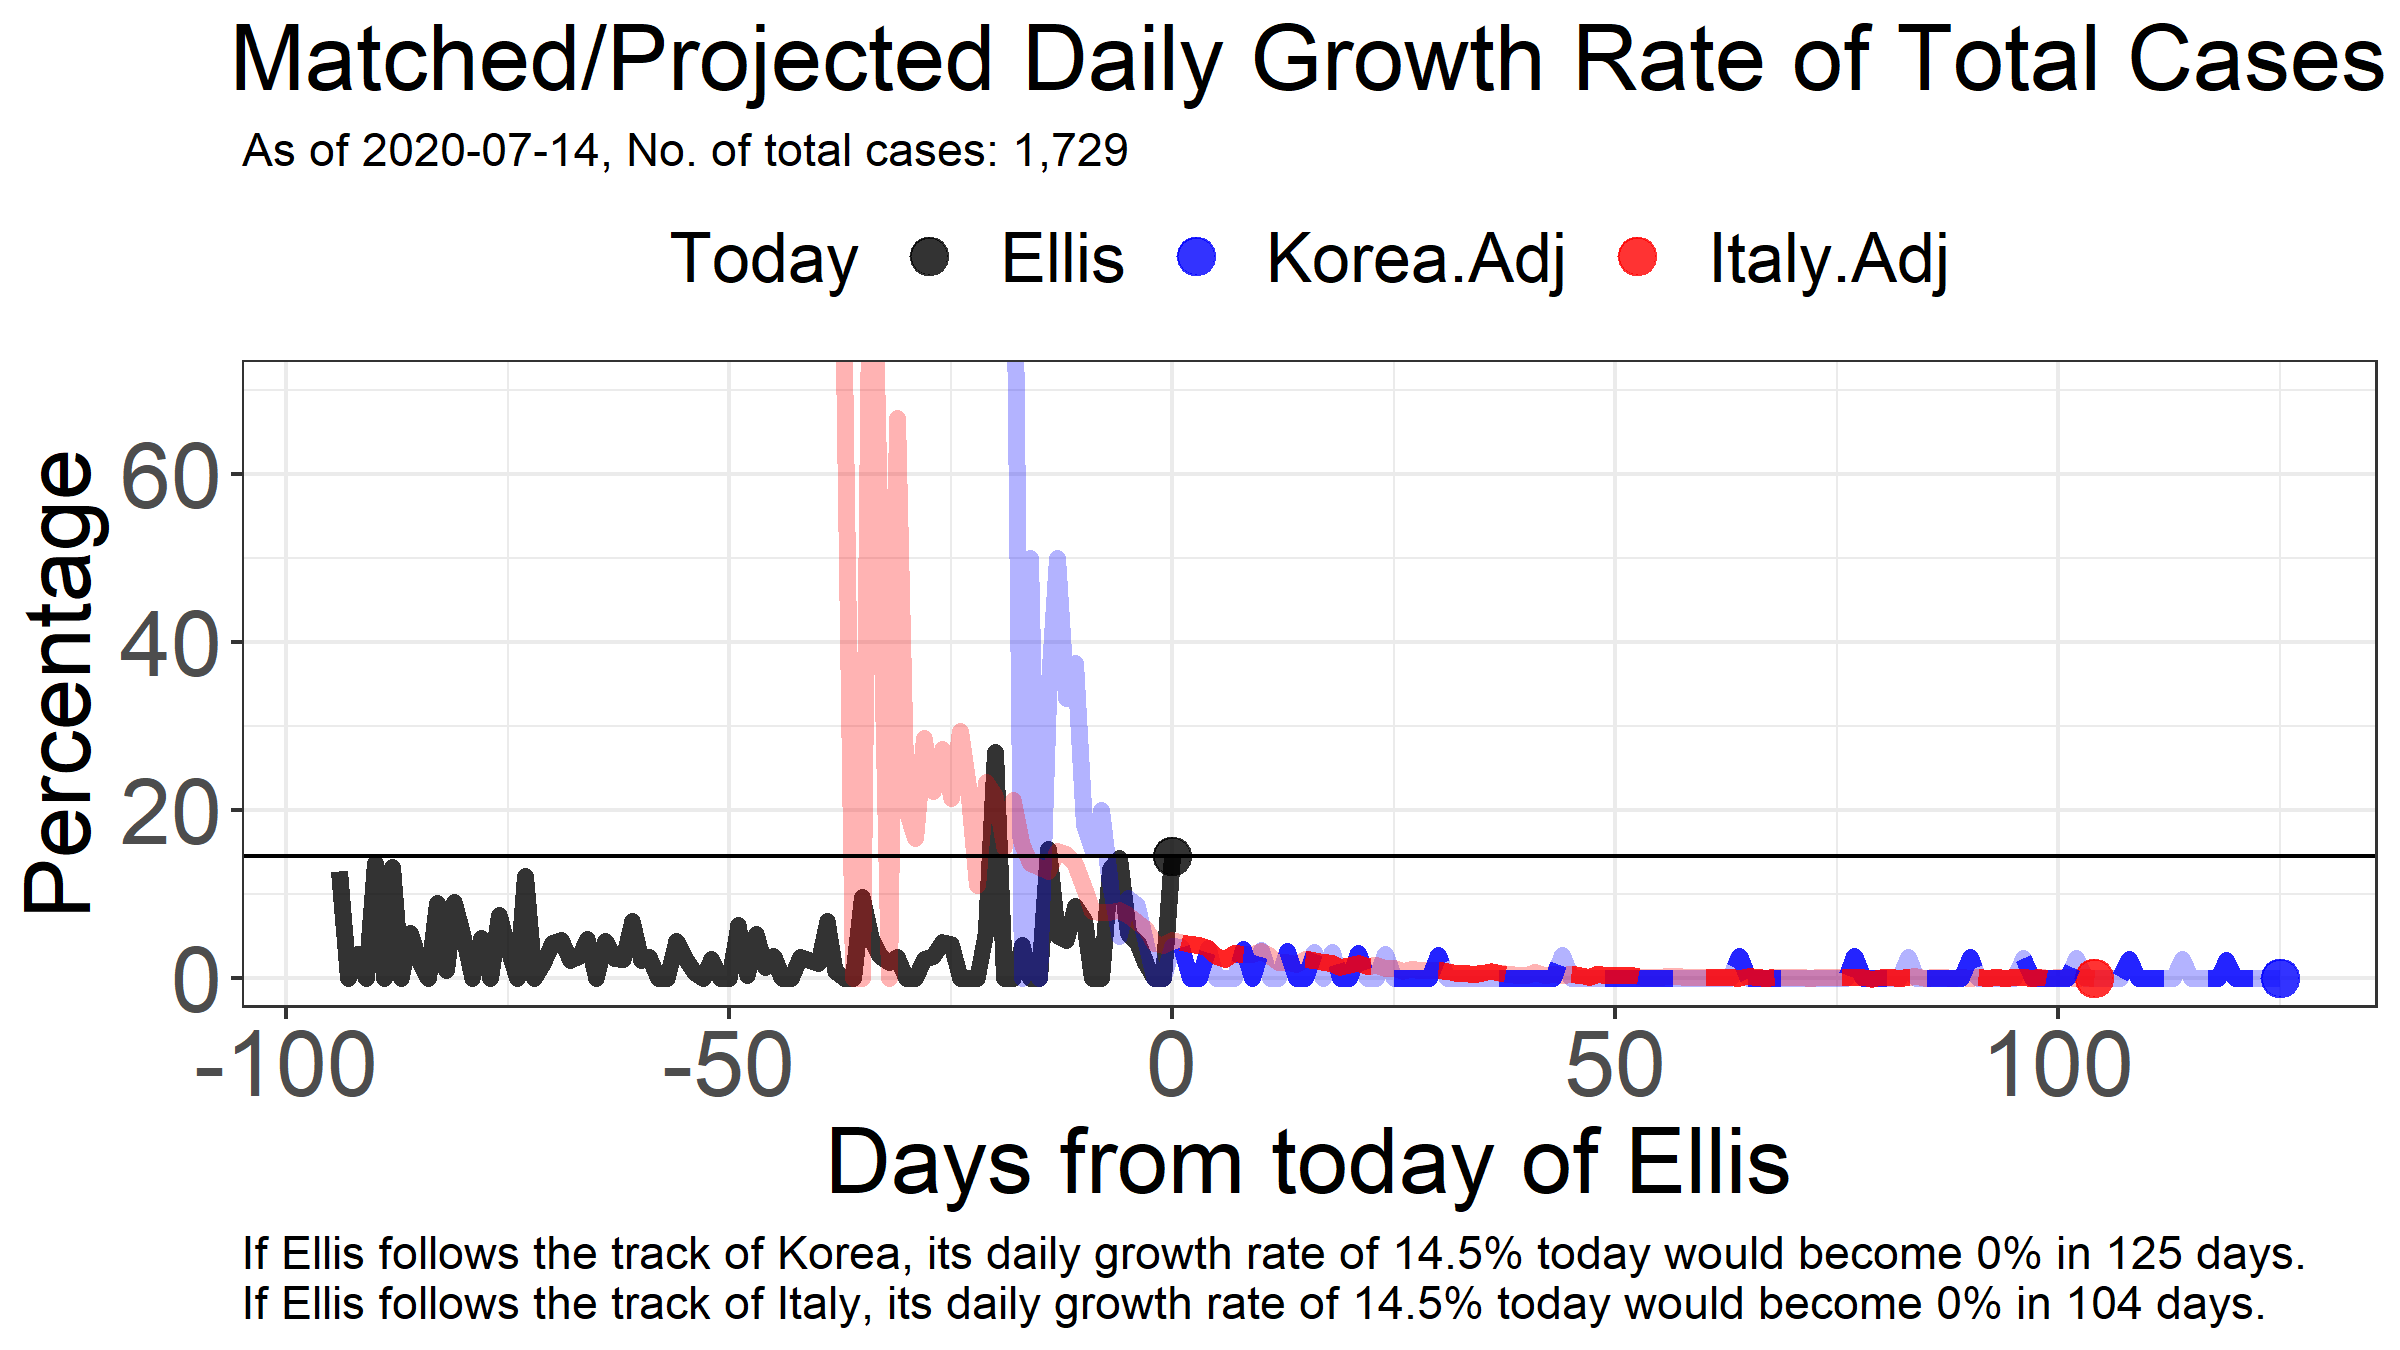 Matched/Projected Daily Growth Rate of Total Cases
As of 2020-07-14, No. of total cases: 1,729
Today Ellis Korea.Adj Italy.Adj
Percentage
60
40
20
0
-100 -50 0 50 100
Days from today of Ellis
If Ellis follows the track of Korea, its daily growth rate of 14.5% today would become 0% in 125 days.
If Ellis follows the track of Italy, its daily growth rate of 14.5% today would become 0% in 104 days.